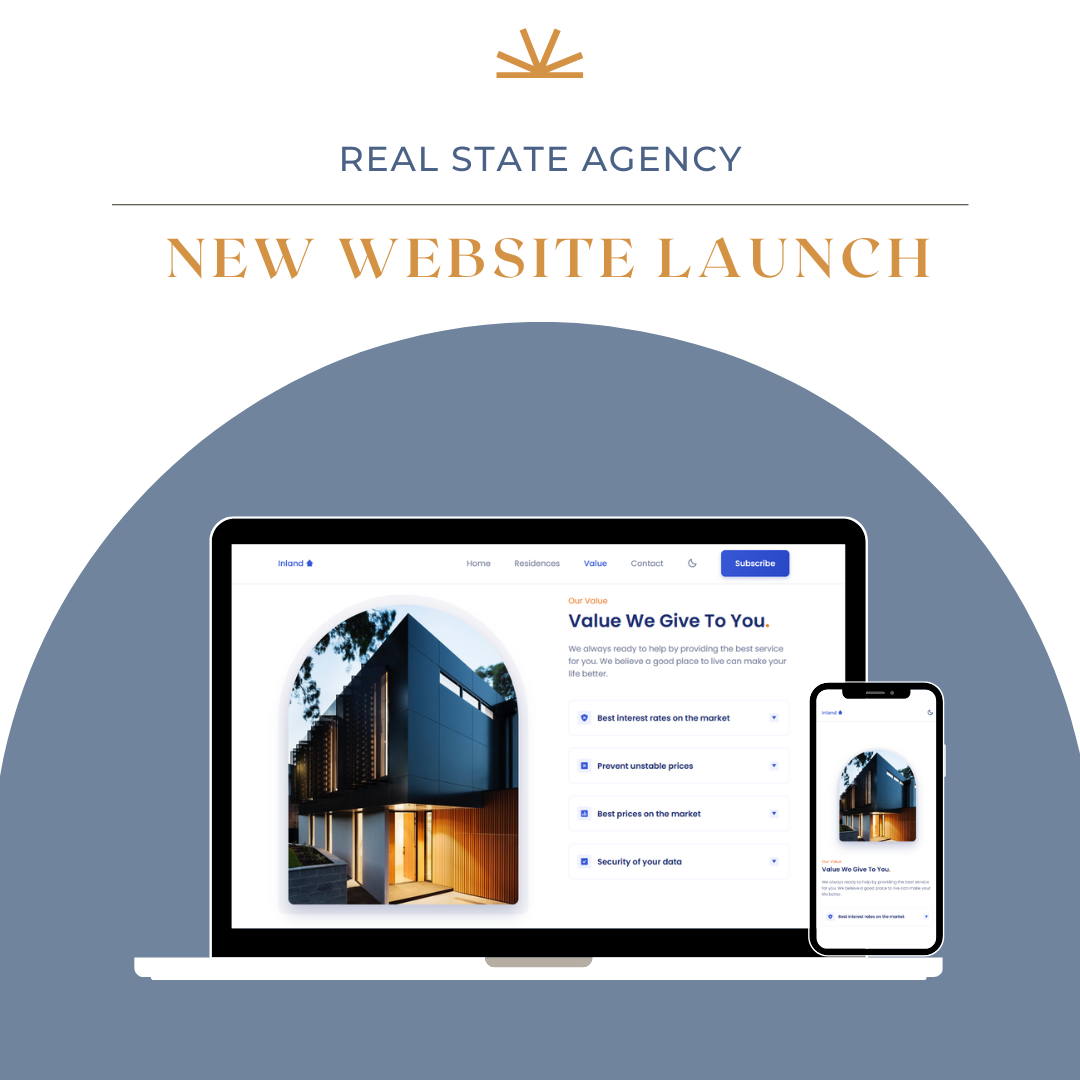 REAL STATE AGENCY
NEW WEBSITE LAUNCH
Inland
Home Residences Value Contact Subscribe
Our Value
Value We Give To You.
We always ready to help by providing the best service
for you. We believe a good place to live can make your
life better.
Best interest rates on the market
Prevent unstable prices
Best prices on the market
Security of your data
Inland
Our Value
Value We Give To You.
We always ready to help by providing the best service
for you. We believe a good place to live can make your
life better.
Best interest rates on the market